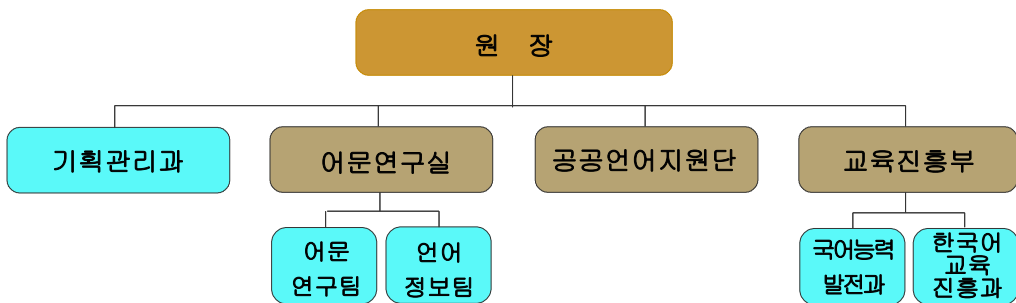 원 장
기획관리과
어문연구실
공공언어지원단
교육진흥부
어문
연구팀
언어
정보팀
국어능력
발전과
한국어
교육
진흥과